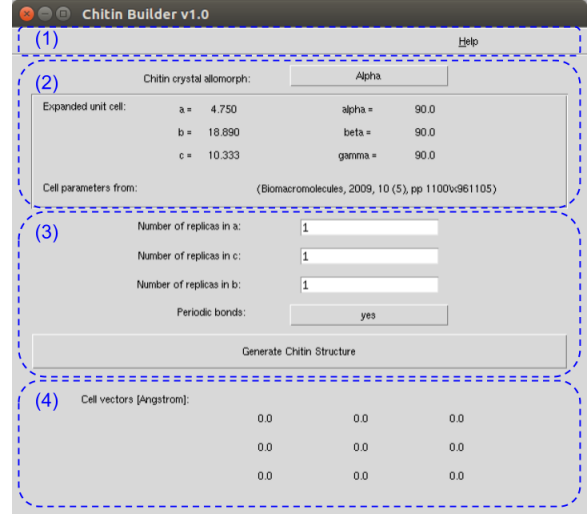 Chitin Builder v1.0
(1) Help
(2) Chitin crystal allomorph: Alpha
Expanded unit cell: a = 4.750 alpha = 90.0
b = 18.890 beta = 90.0
c = 10.333 gamma = 90.0
Cell parameters from: (Biomacromolecules, 2009, 10 (5), pp 1100\x961105)
(3) Number of replicas in a: 1
Number of replicas in c: 1
Number of replicas in b: 1
Periodic bonds: yes
Generate Chitin Structure
(4) Cell vectors [Angstrom]:
0.0 0.0 0.0
0.0 0.0 0.0
0.0 0.0 0.0